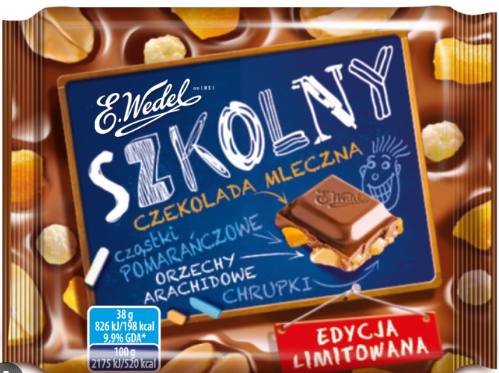 E. Wedel
SZKOLNY
CZEKOLADA MLECZNA
cząstki
POMARAŃCZOWE
ORZECHY
ARACHIDOWE
CHRUPKI
E. Wedel
38 g
826 kJ/198 kcal
9,9% GDA*
100 g
2175 kJ/520 kcal
EDYCJA
LIMITOWANA